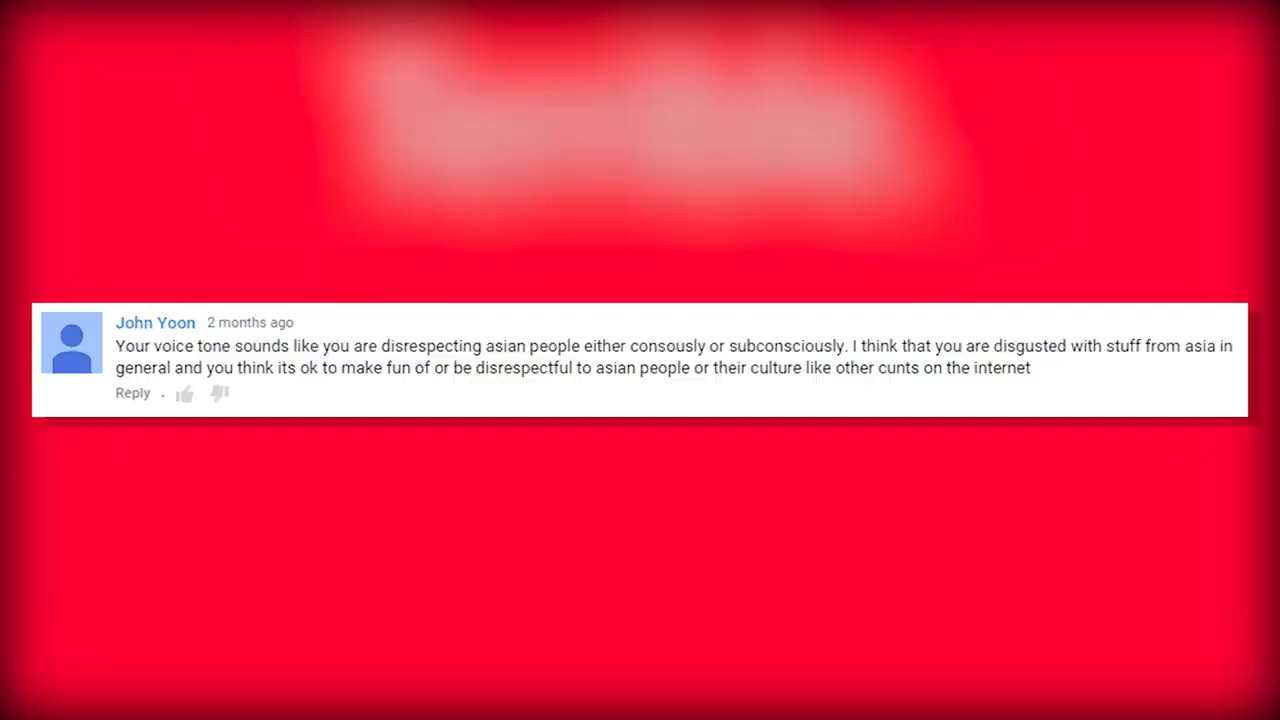 John Yoon 2 months ago
Your voice tone sounds like you are disrespecting asian people either consously or subconsciously. I think that you are disgusted with stuff from asia in
general and you think its ok to make fun of or be disrespectful to asian people or their culture like other cunts on the internet
Reply .